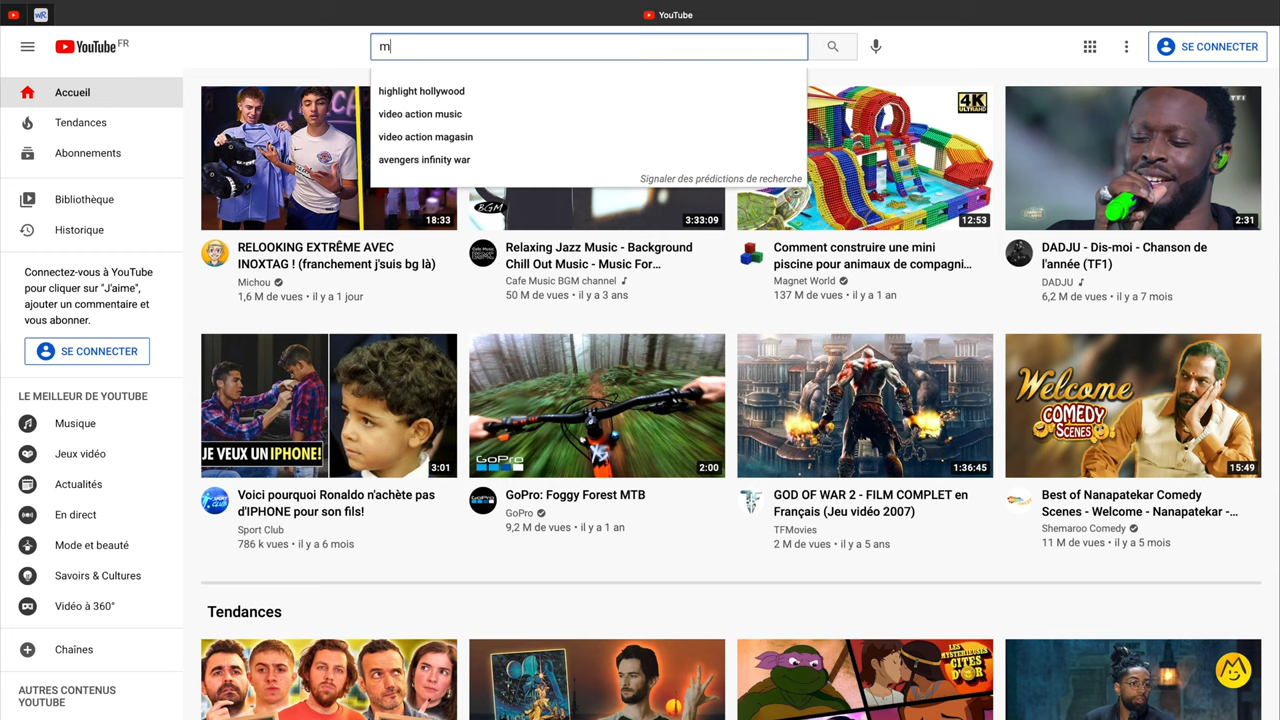 YouTube
YouTube FR
m
SE CONNECTER
highlight hollywood
video action music
video action magasin
avengers infinity war
Signaler des prédictions de recherche
Accueil
Tendances
Abonnements
Bibliothèque
Historique
Connectez-vous à YouTube
pour cliquer sur "J'aime",
ajouter un commentaire et
vous abonner.
SE CONNECTER
LE MEILLEUR DE YOUTUBE
Musique
Jeux vidéo
Actualités
En direct
Mode et beauté
Savoirs & Cultures
Vidéo à 360°
Chaînes
AUTRES CONTENUS
YOUTUBE
18:33
RELOOKING EXTRÊME AVEC
INOXTAG ! (franchement j'suis bg là)
Michou
1,6 M de vues • il y a 1 jour
BGM
3:33:09
Relaxing Jazz Music - Background
Chill Out Music - Music For...
Cafe Music BGM channel
50 M de vues • il y a 3 ans
4K
ULTRAHD
12:53
Comment construire une mini
piscine pour animaux de compagni...
Magnet World
137 M de vues • il y a 1 an
TF1
2:31
DADJU - Dis-moi - Chanson de
l'année (TF1)
DADJU
6,2 M de vues • il y a 7 mois
JE VEUX UN IPHONE!
3:01
Voici pourquoi Ronaldo n'achète pas
d'IPHONE pour son fils!
Sport Club
786 k vues • il y a 6 mois
GoPro
2:00
GoPro: Foggy Forest MTB
GoPro
9,2 M de vues • il y a 1 an
1:36:45
GOD OF WAR 2 - FILM COMPLET en
Français (Jeu vidéo 2007)
TFMovies
2 M de vues • il y a 5 ans
Welcome
COMEDY
SCENES
15:49
Best of Nanapatekar Comedy
Scenes - Welcome - Nanapatekar -...
Shemaroo Comedy
11 M de vues • il y a 5 mois
Tendances
LES
MYSTÉRIEUSES
CITÉS
D'OR